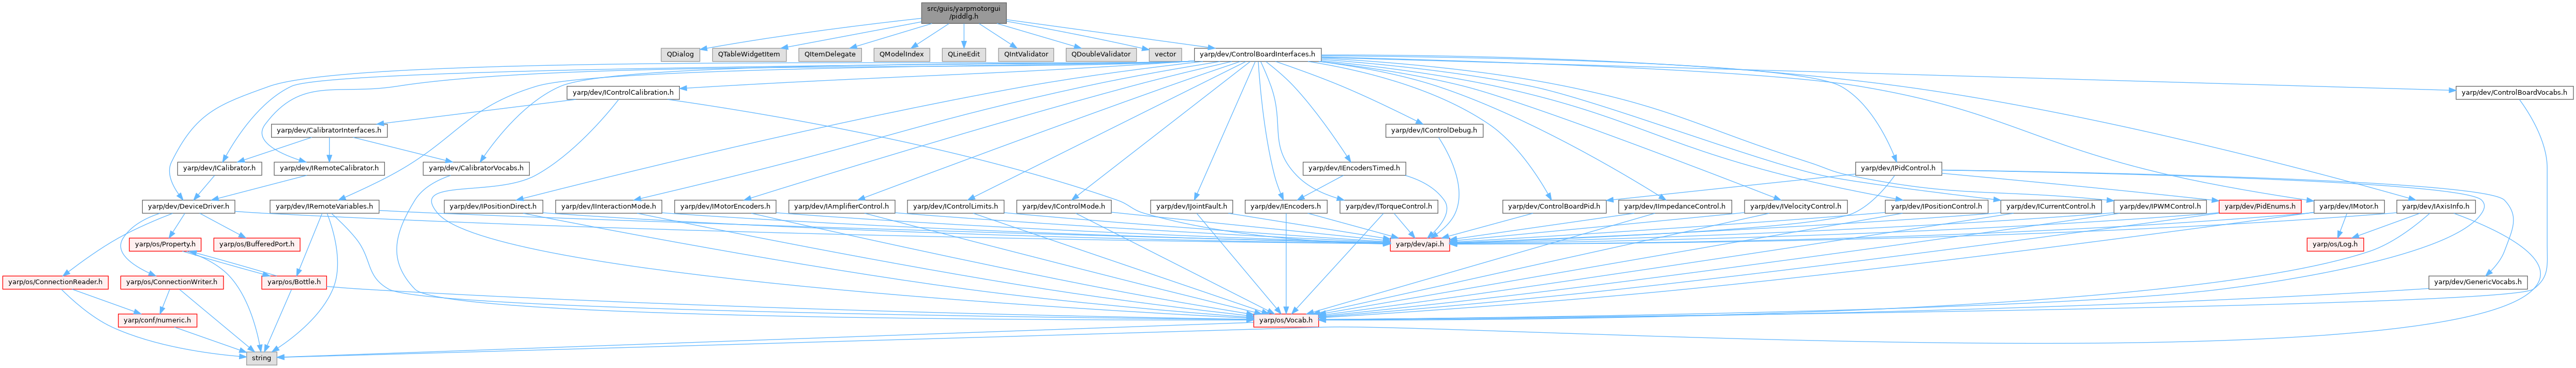 src/guis/yarpmotorgui
/piddlg.h
QDialog
QTableWidgetItem
QItemDelegate
QModelIndex
QLineEdit
QIntValidator
QDoubleValidator
vector
yarp/dev/ControlBoardInterfaces.h
yarp/dev/IControlCalibration.h
yarp/dev/ControlBoardVocabs.h
yarp/dev/CalibratorInterfaces.h
yarp/dev/IControlDebug.h
yarp/dev/ICalibrator.h
yarp/dev/IRemoteCalibrator.h
yarp/dev/CalibratorVocabs.h
yarp/dev/IEncodersTimed.h
yarp/dev/IPidControl.h
yarp/dev/DeviceDriver.h
yarp/dev/IRemoteVariables.h
yarp/dev/IPositionDirect.h
yarp/dev/IInteractionMode.h
yarp/dev/IMotorEncoders.h
yarp/dev/IAmplifierControl.h
yarp/dev/IControlLimits.h
yarp/dev/IControlMode.h
yarp/dev/IJointFault.h
yarp/dev/IEncoders.h
yarp/dev/ITorqueControl.h
yarp/dev/ControlBoardPid.h
yarp/dev/IImpedanceControl.h
yarp/dev/IVelocityControl.h
yarp/dev/IPositionControl.h
yarp/dev/ICurrentControl.h
yarp/dev/IPWMControl.h
yarp/dev/PidEnums.h
yarp/dev/IMotor.h
yarp/dev/IAxisInfo.h
yarp/os/Property.h
yarp/os/BufferedPort.h
yarp/dev/api.h
yarp/os/Log.h
yarp/os/ConnectionReader.h
yarp/os/ConnectionWriter.h
yarp/os/Bottle.h
yarp/dev/GenericVocabs.h
yarp/conf/numeric.h
yarp/os/Vocab.h
string